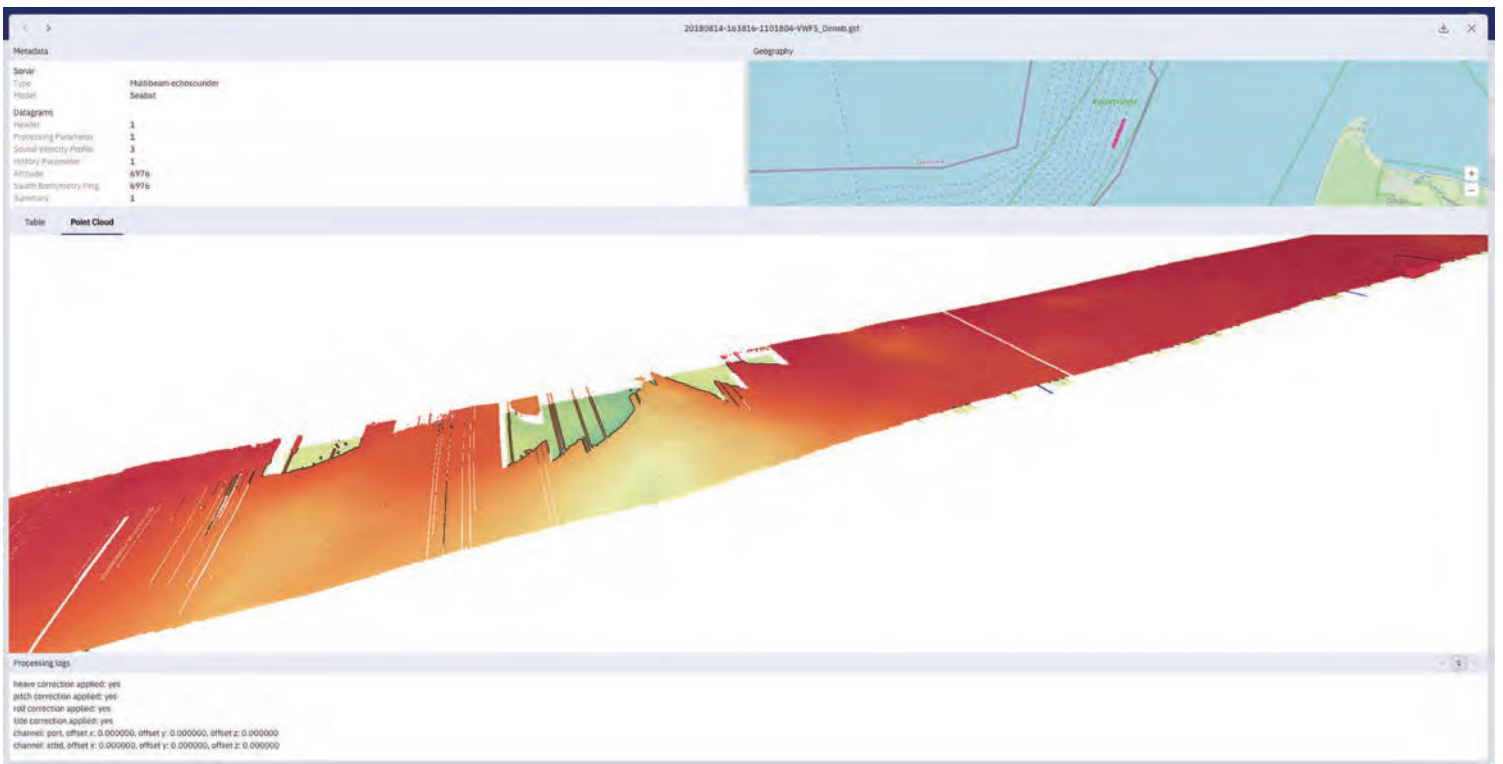 20180814-163816-1101804-VWFS_Deneb.gsf
Metadata
Geography
Sonar
Type Multibeam echosounder
Model Seabat
Datagrams
Header 1
Processing Parameter 1
Sound Velocity Profile 3
History Parameter 1
Attitude 6976
Swath Bathymetry Ping 6976
Summary 1
+
−
Table Point Cloud
Processing logs
1
heave correction applied: yes
pitch correction applied: yes
roll correction applied: yes
tide correction applied: yes
channel: port, offset x: 0.000000, offset y: 0.000000, offset z: 0.000000
channel: stbd, offset x: 0.000000, offset y: 0.000000, offset z: 0.000000